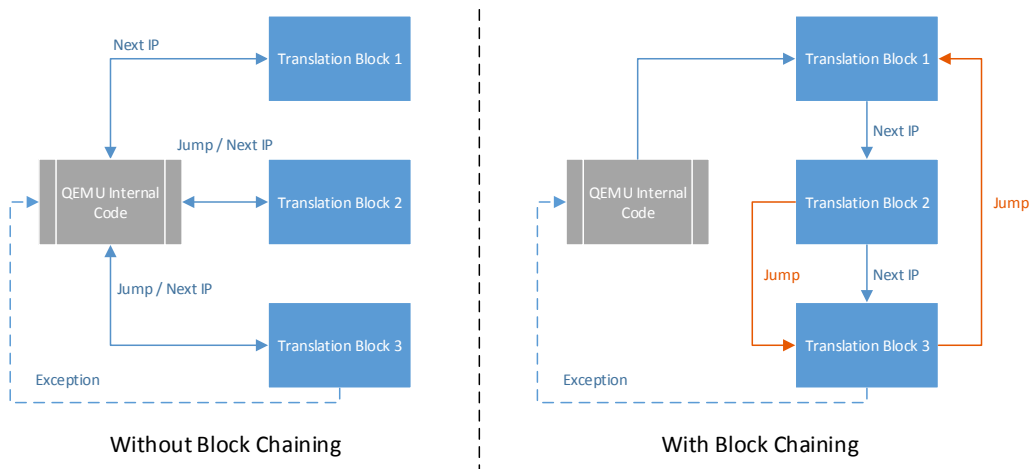 Next IP
Translation Block 1
Jump / Next IP
QEMU Internal
Code
Translation Block 2
Jump / Next IP
Translation Block 3
Exception
Without Block Chaining
Translation Block 1
Next IP
QEMU Internal
Code
Translation Block 2
Jump
Next IP
Jump
Translation Block 3
Exception
With Block Chaining